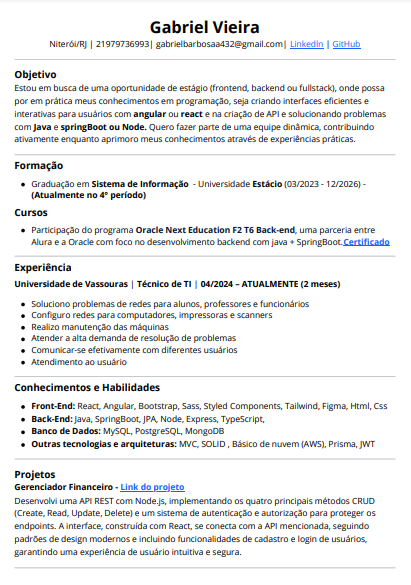 Gabriel Vieira
Niterói/RJ | 21979736993| gabrielbarbosaa432@gmail.com| LinkedIn | GitHub
Objetivo
Estou em busca de uma oportunidade de estágio (frontend, backend ou fullstack), onde possa
por em prática meus conhecimentos em programação, seja criando interfaces eficientes e
interativas para usuários com angular ou react e na criação de API e solucionando problemas
com Java e springBoot ou Node. Quero fazer parte de uma equipe dinâmica, contribuindo
ativamente enquanto aprimoro meus conhecimentos através de experiências práticas.
Formação
• Graduação em Sistema de Informação - Universidade Estácio (03/2023 - 12/2026) -
(Atualmente no 4º período)
Cursos
• Participação do programa Oracle Next Education F2 T6 Back-end, uma parceria entre
Alura e a Oracle com foco no desenvolvimento backend com java + SpringBoot.Certificado
Experiência
Universidade de Vassouras | Técnico de TI | 04/2024 – ATUALMENTE (2 meses)
• Soluciono problemas de redes para alunos, professores e funcionários
• Configuro redes para computadores, impressoras e scanners
• Realizo manutenção das máquinas
• Atender a alta demanda de resolução de problemas
• Comunicar-se efetivamente com diferentes usuários
• Atendimento ao usuário
Conhecimentos e Habilidades
• Front-End: React, Angular, Bootstrap, Sass, Styled Components, Tailwind, Figma, Html, Css
• Back-End: Java, SpringBoot, JPA, Node, Express, TypeScript,
• Banco de Dados: MySQL, PostgreSQL, MongoDB
• Outras tecnologias e arquiteturas: MVC, SOLID , Básico de nuvem (AWS), Prisma, JWT
Projetos
Gerenciador Financeiro - Link do projeto
Desenvolvi uma API REST com Node.js, implementando os quatro principais métodos CRUD
(Create, Read, Update, Delete) e um sistema de autenticação e autorização para proteger os
endpoints. A interface, construída com React, se conecta com a API mencionada, seguindo
padrões de design modernos e incluindo funcionalidades de cadastro e login de usuários,
garantindo uma experiência de usuário intuitiva e segura.